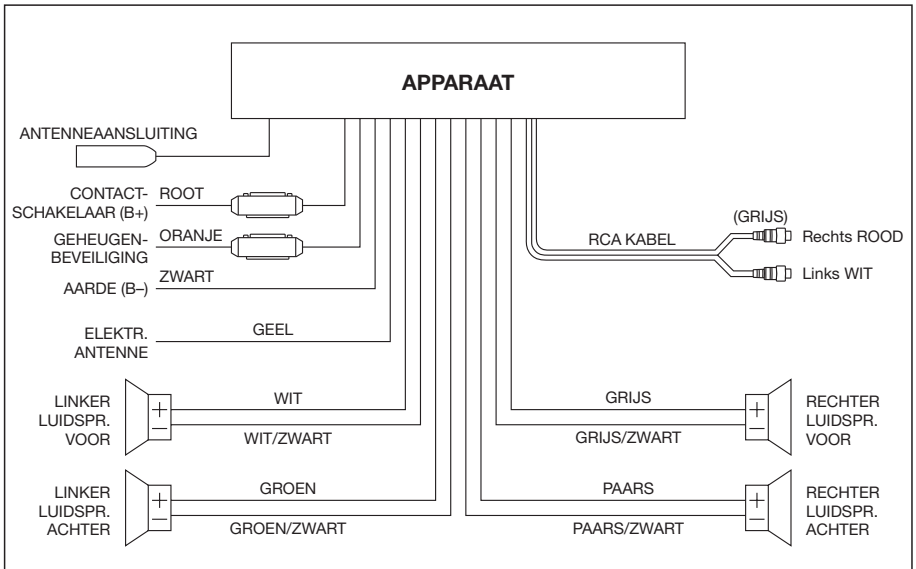 APPARAAT
ANTENNEAANSLUITING
CONTACT-
SCHAKELAAR (B+)
ROOT
GEHEUGEN-
BEVEILIGING
ORANJE
AARDE (B–)
ZWART
ELEKTR.
ANTENNE
GEEL
RCA KABEL
(GRIJS)
Rechts ROOD
Links WIT
LINKER
LUIDSPR.
VOOR
+
–
WIT
WIT/ZWART
GRIJS
GRIJS/ZWART
+
–
RECHTER
LUIDSPR.
VOOR
LINKER
LUIDSPR.
ACHTER
+
–
GROEN
GROEN/ZWART
PAARS
PAARS/ZWART
+
–
RECHTER
LUIDSPR.
ACHTER